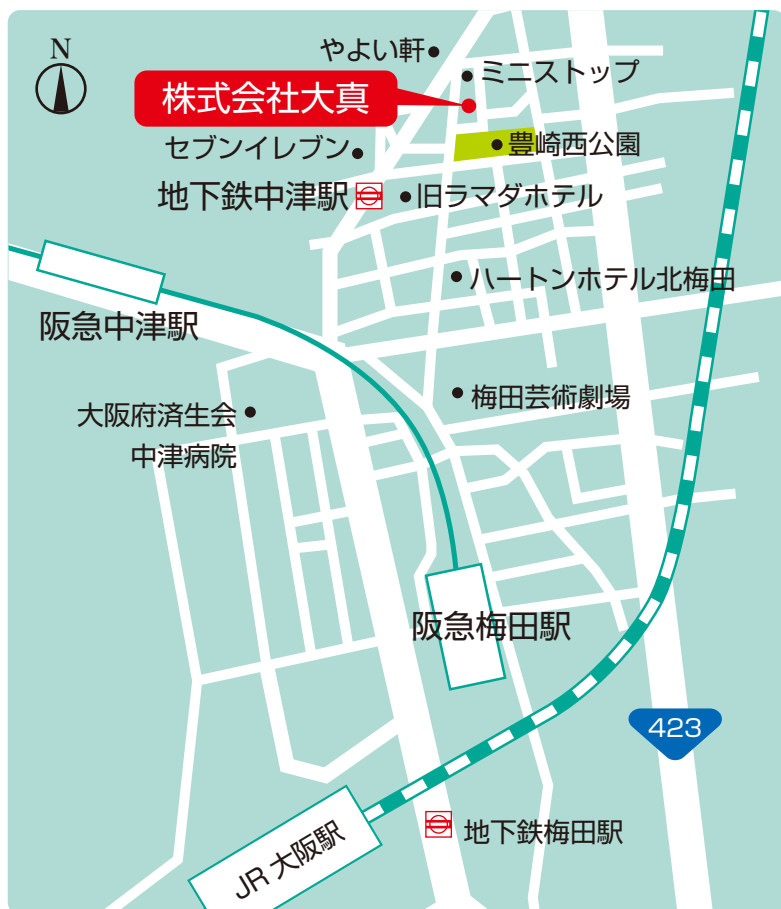 N
やよい軒
ミニストップ
株式会社大真
セブンイレブン
豊崎西公園
地下鉄中津駅
旧ラマダホテル
ハートンホテル北梅田
阪急中津駅
梅田芸術劇場
大阪府済生会
中津病院
阪急梅田駅
423
地下鉄梅田駅
JR 大阪駅